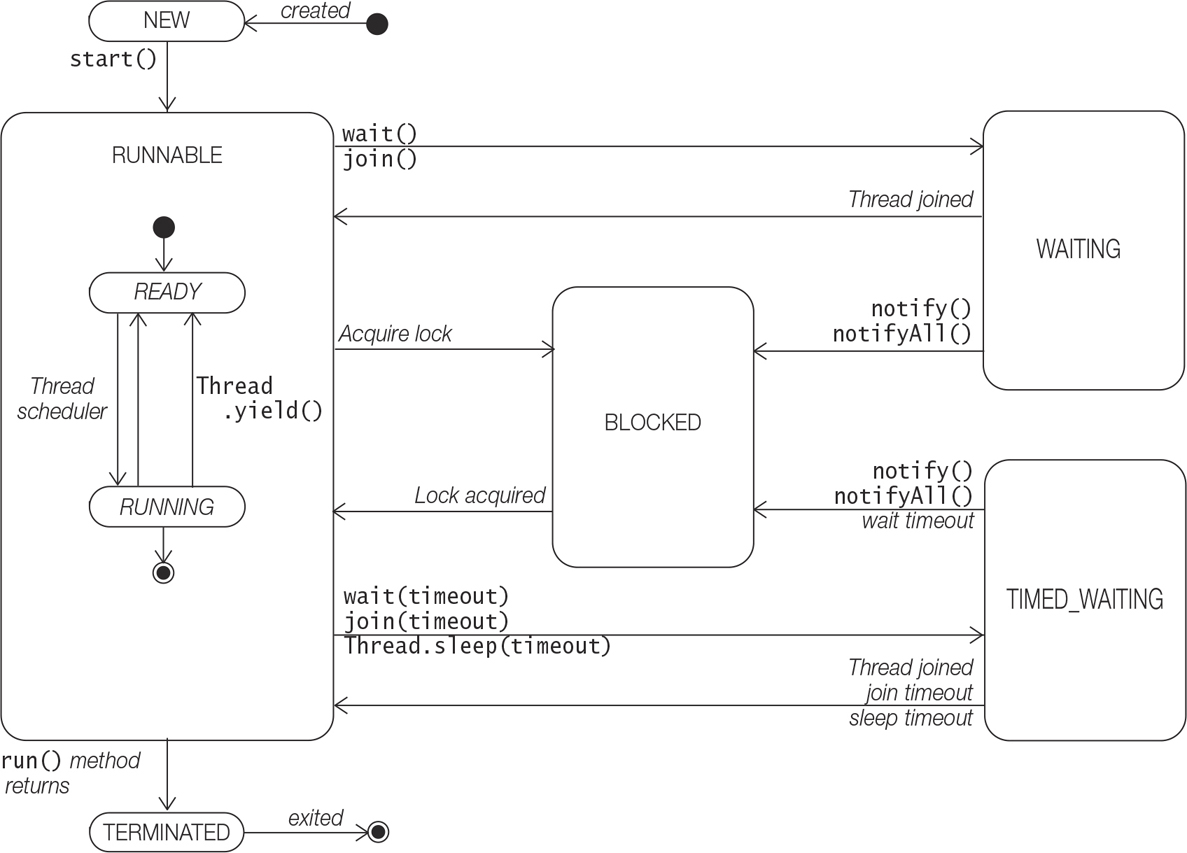 NEW
created
start()
RUNNABLE
wait()
join()
Thread joined
WAITING
READY
notify()
notifyAll()
Acquire lock
Thread
scheduler
Thread
.yield()
BLOCKED
notify()
notifyAll()
wait timeout
Lock acquired
RUNNING
wait(timeout)
join(timeout)
Thread.sleep(timeout)
TIMED_WAITING
Thread joined
join timeout
sleep timeout
run() method
returns
TERMINATED
exited